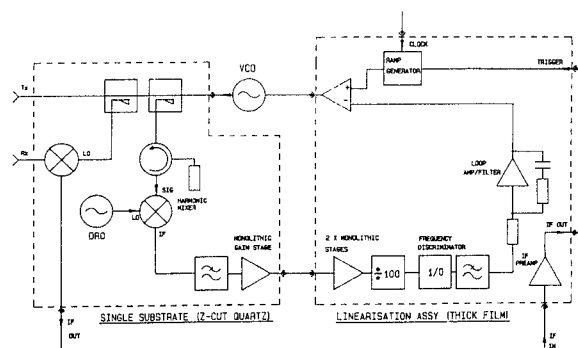 CLOCK
RAMP
GENERATOR
TRIGGER
VCO
Tx
+
−
Rx
LO
LOOP
AMP/FILTER
SIG
HARMONIC
MIXER
DRO
LO
IF
MONOLITHIC
GAIN STAGE
2 X MONOLITHIC
STAGES
FREQUENCY
DISCRIMINATOR
IF OUT
IF
PREAMP
÷ 100
1/0
SINGLE SUBSTRATE (Z-CUT QUARTZ)
LINEARISATION ASSY (THICK FILM)
IF
OUT
IF
IN